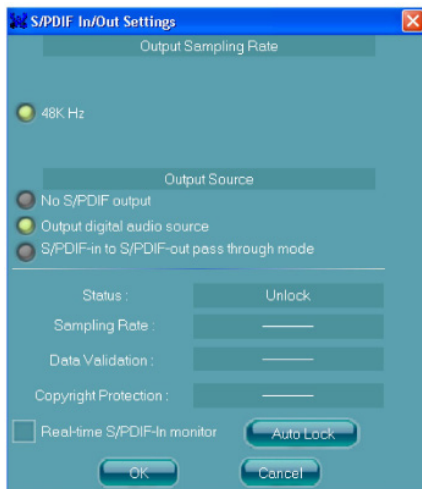 S/PDIF In/Out Settings
Output Sampling Rate
48K Hz
Output Source
No S/PDIF output
Output digital audio source
S/PDIF-in to S/PDIF-out pass through mode
Status : Unlock
Sampling Rate :
Data Validation :
Copyright Protection :
Real-time S/PDIF-In monitor Auto Lock
OK Cancel